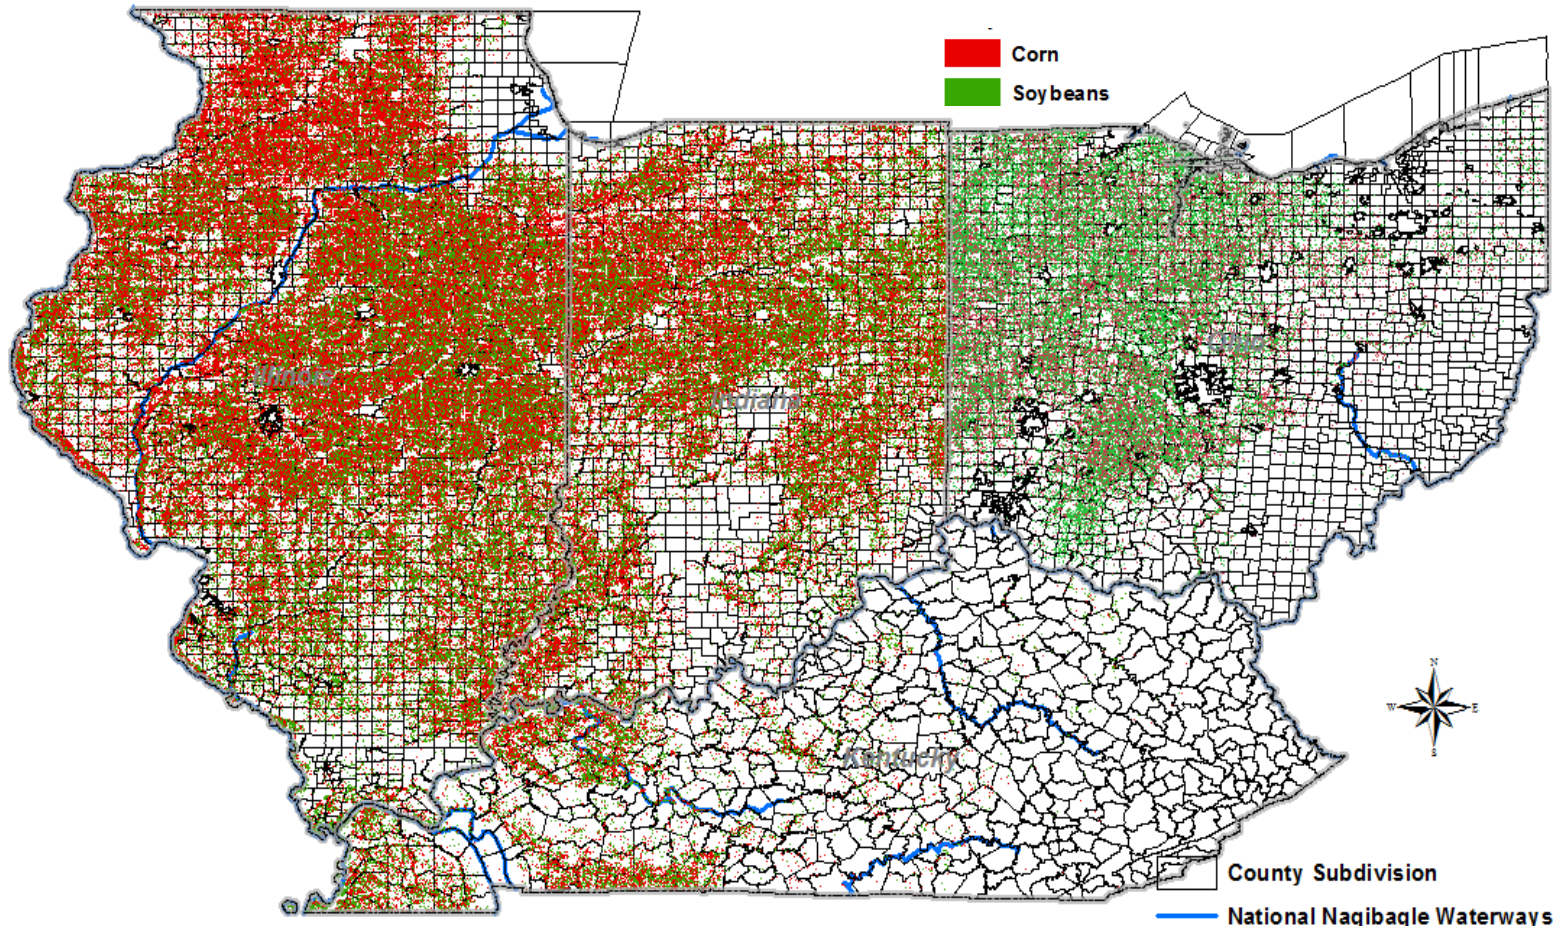 Corn
Soybeans
Illinois
Indiana
Ohio
Kentucky
N
W E
S
County Subdivision
National Nagibagle Waterways